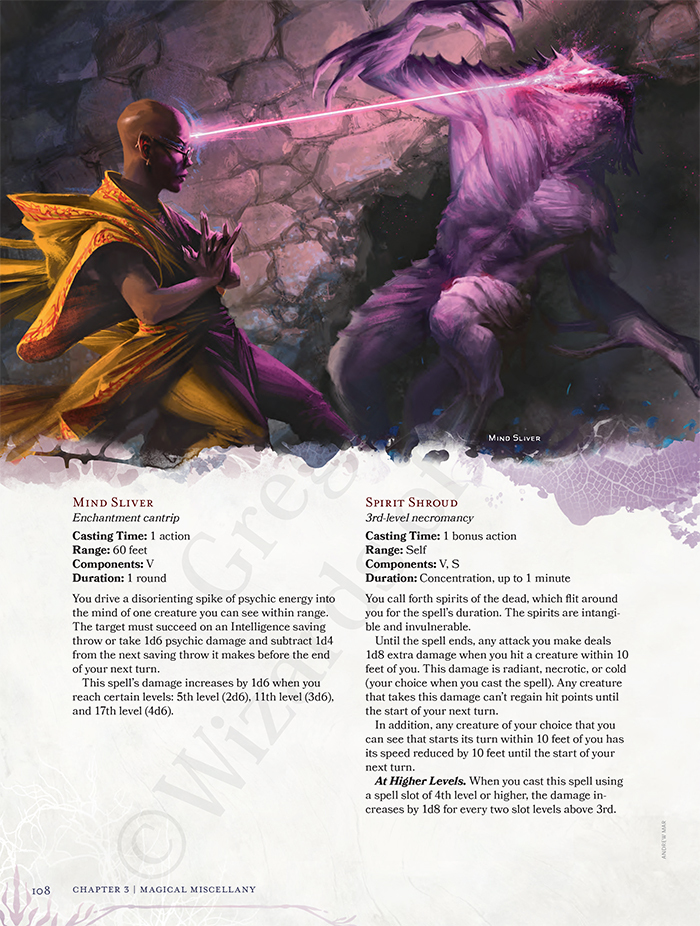 MIND SLIVER
MIND SLIVER
Enchantment cantrip
Casting Time: 1 action
Range: 60 feet
Components: V
Duration: 1 round
You drive a disorienting spike of psychic energy into
the mind of one creature you can see within range.
The target must succeed on an Intelligence saving
throw or take 1d6 psychic damage and subtract 1d4
from the next saving throw it makes before the end
of your next turn.
This spell's damage increases by 1d6 when you
reach certain levels: 5th level (2d6), 11th level (3d6),
and 17th level (4d6).
SPIRIT SHROUD
3rd-level necromancy
Casting Time: 1 bonus action
Range: Self
Components: V, S
Duration: Concentration, up to 1 minute
You call forth spirits of the dead, which flit around
you for the spell's duration. The spirits are intangi-
ble and invulnerable.
Until the spell ends, any attack you make deals
1d8 extra damage when you hit a creature within 10
feet of you. This damage is radiant, necrotic, or cold
(your choice when you cast the spell). Any creature
that takes this damage can't regain hit points until
the start of your next turn.
In addition, any creature of your choice that you
can see that starts its turn within 10 feet of you has
its speed reduced by 10 feet until the start of your
next turn.
At Higher Levels. When you cast this spell using
a spell slot of 4th level or higher, the damage in-
creases by 1d8 for every two slot levels above 3rd.
ANDREW MAR
108 CHAPTER 3 | MAGICAL MISCELLANY